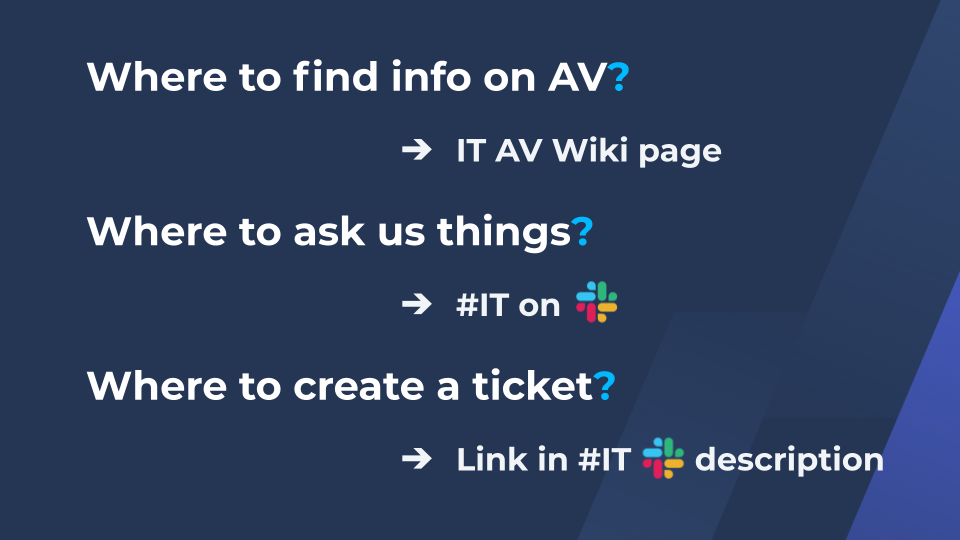 Where to find info on AV?
➔ IT AV Wiki page
Where to ask us things?
➔ #IT on
Where to create a ticket?
➔ Link in #IT description